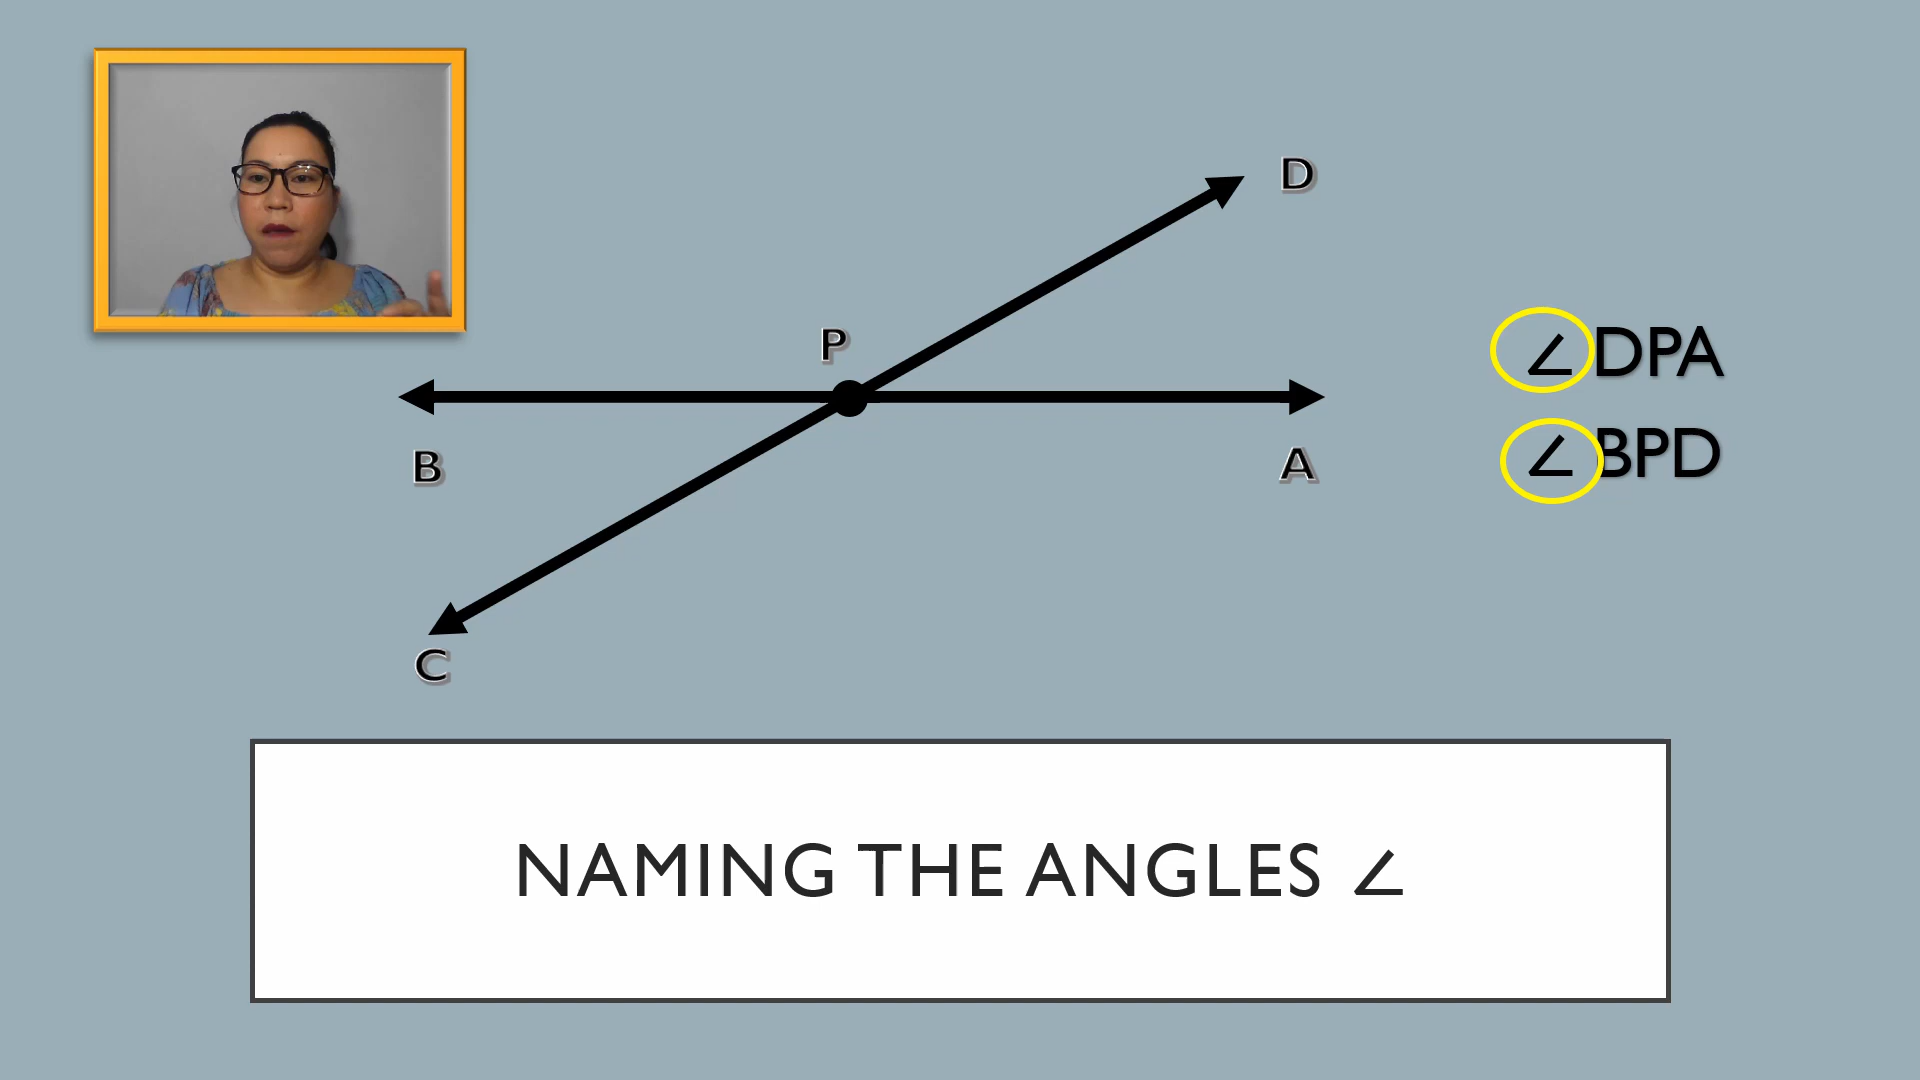 D
P
∠DPA
∠BPD
B
A
C
NAMING THE ANGLES ∠